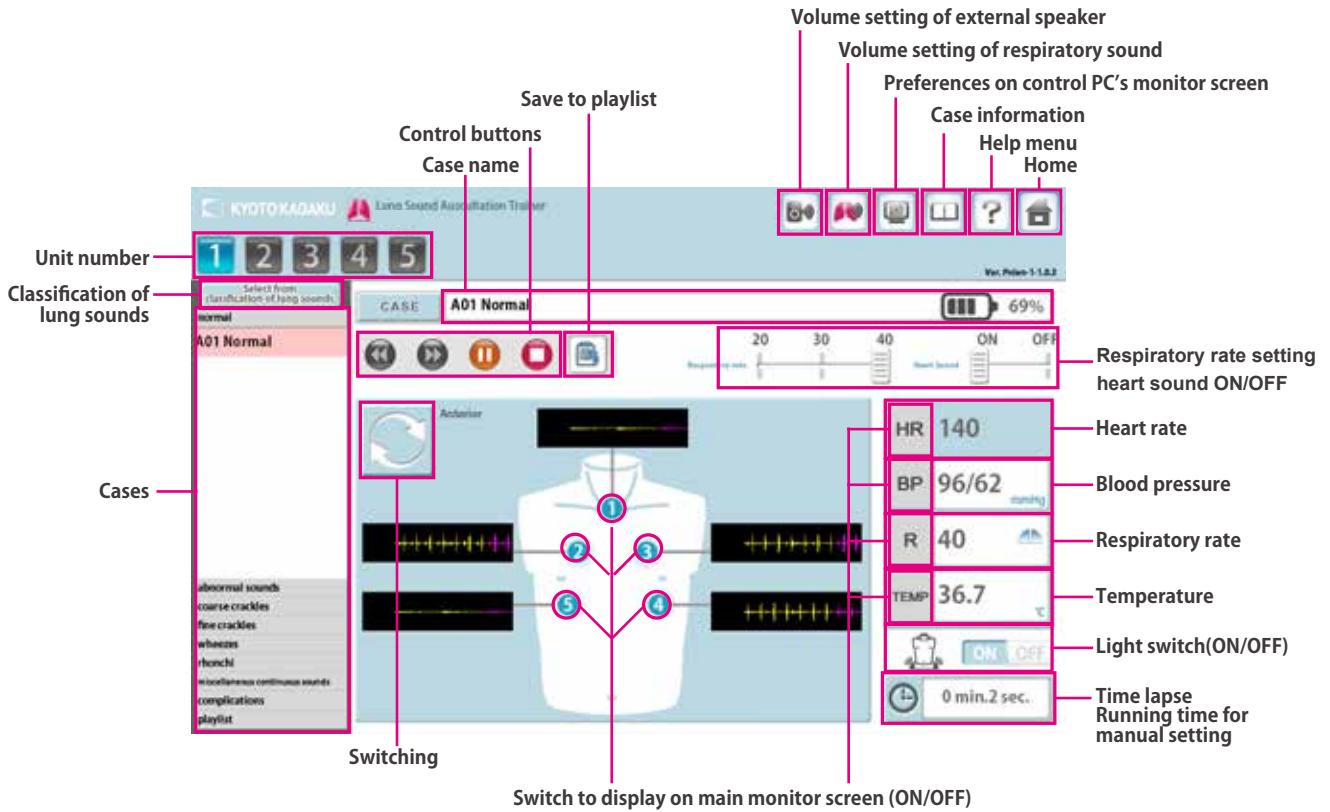 Volume setting of external speaker
Volume setting of respiratory sound
Preferences on control PC's monitor screen
Save to playlist
Case information
Control buttons
Help menu
Case name
Home
KYOTO KAGAKU
Lung Sound Auscultation Trainer
Unit number
1 2 3 4 5
Classification of
lung sounds
Select from
classification of lung sounds
normal
A01 Normal
CASE
A01 Normal
69%
20 30 40 ON OFF
Respiratory rate
Heart Sound
Respiratory rate setting
heart sound ON/OFF
Anterior
HR 140
Heart rate
BP 96/62 mmHg
Blood pressure
R 40
Respiratory rate
TEMP 36.7 °C
Temperature
ON OFF
Light switch(ON/OFF)
0 min.2 sec.
Time lapse
Running time for
manual setting
1
2
3
5
4
Cases
abnormal sounds
coarse crackles
fine crackles
wheezes
rhonchi
miscellaneous continuous sounds
complications
playlist
Switching
Switch to display on main monitor screen (ON/OFF)